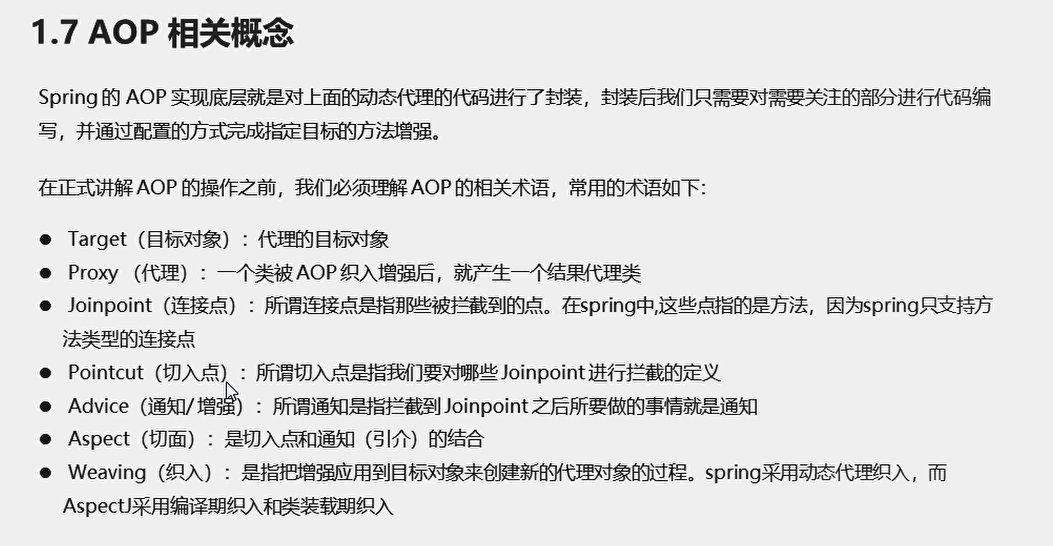 1.7 AOP 相关概念
Spring 的 AOP 实现底层就是对上面的动态代理的代码进行了封装，封装后我们只需要对需要关注的部分进行代码编
写，并通过配置的方式完成指定目标的方法增强。
在正式讲解 AOP 的操作之前，我们必须理解 AOP 的相关术语，常用的术语如下：
● Target（目标对象）：代理的目标对象
● Proxy （代理）：一个类被 AOP 织入增强后，就产生一个结果代理类
● Joinpoint（连接点）：所谓连接点是指那些被拦截到的点。在spring中,这些点指的是方法，因为spring只支持方
法类型的连接点
● Pointcut（切入点）：所谓切入点是指我们要对哪些 Joinpoint 进行拦截的定义
● Advice（通知/ 增强）：所谓通知是指拦截到 Joinpoint 之后所要做的事情就是通知
● Aspect（切面）：是切入点和通知（引介）的结合
● Weaving（织入）：是指把增强应用到目标对象来创建新的代理对象的过程。spring采用动态代理织入，而
AspectJ采用编译期织入和类装载期织入